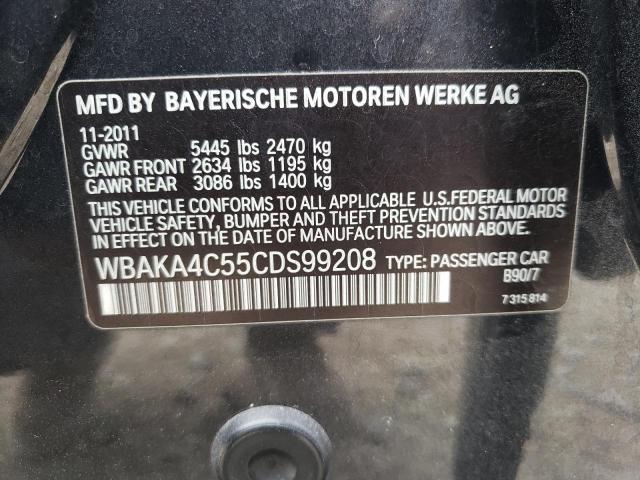 MFD BY BAYERISCHE MOTOREN WERKE AG
11-2011
GVWR 5445 lbs 2470 kg
GAWR FRONT 2634 lbs 1195 kg
GAWR REAR 3086 lbs 1400 kg
THIS VEHICLE CONFORMS TO ALL APPLICABLE U.S.FEDERAL MOTOR
VEHICLE SAFETY, BUMPER AND THEFT PREVENTION STANDARDS
IN EFFECT ON THE DATE OF MANUFACTURE SHOWN ABOVE.
WBAKA4C55CDS99208 TYPE: PASSENGER CAR
B90/7
7 315 814